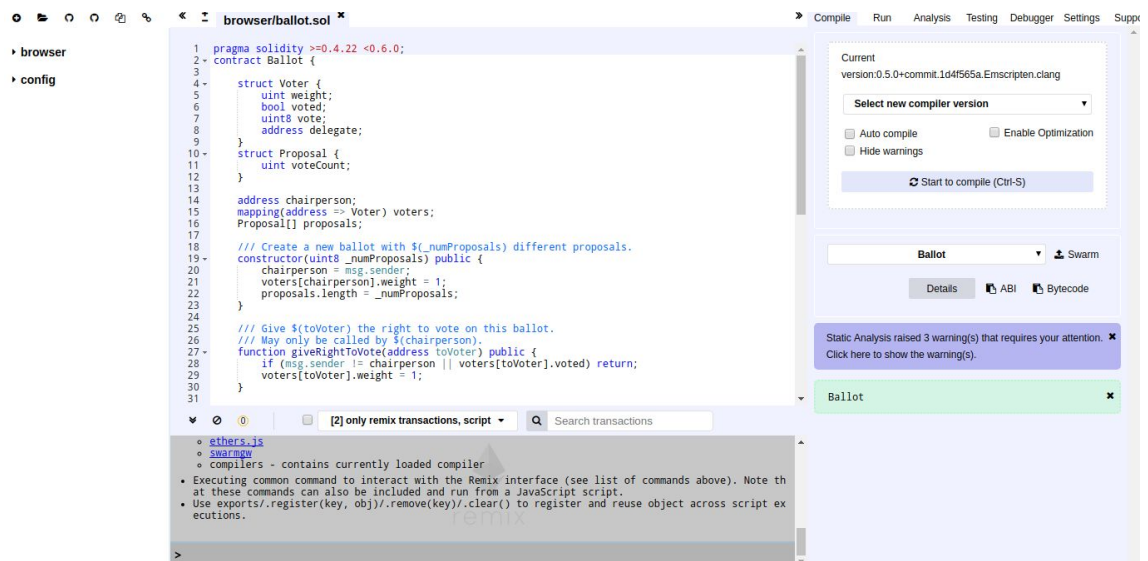 browser/ballot.sol
Compile Run Analysis Testing Debugger Settings Suppo
browser
config
1 pragma solidity >=0.4.22 <0.6.0;
2 contract Ballot {
3
4 struct Voter {
5 uint weight;
6 bool voted;
7 uint8 vote;
8 address delegate;
9 }
10 struct Proposal {
11 uint voteCount;
12 }
13
14 address chairperson;
15 mapping(address => Voter) voters;
16 Proposal[] proposals;
17
18 /// Create a new ballot with $(_numProposals) different proposals.
19 constructor(uint8 _numProposals) public {
20 chairperson = msg.sender;
21 voters[chairperson].weight = 1;
22 proposals.length = _numProposals;
23 }
24
25 /// Give $(toVoter) the right to vote on this ballot.
26 /// May only be called by $(chairperson).
27 function giveRightToVote(address toVoter) public {
28 if (msg.sender != chairperson || voters[toVoter].voted) return;
29 voters[toVoter].weight = 1;
30 }
31
0 [2] only remix transactions, script Search transactions
ethers.js
swarmgw
compilers - contains currently loaded compiler
• Executing common command to interact with the Remix interface (see list of commands above). Note th
at these commands can also be included and run from a JavaScript script.
• Use exports/.register(key, obj)/.remove(key)/.clear() to register and reuse object across script ex
ecutions.
remix
>
Current
version:0.5.0+commit.1d4f565a.Emscripten.clang
Select new compiler version
Auto compile Enable Optimization
Hide warnings
Start to compile (Ctrl-S)
Ballot Swarm
Details ABI Bytecode
Static Analysis raised 3 warning(s) that requires your attention.
Click here to show the warning(s).
Ballot